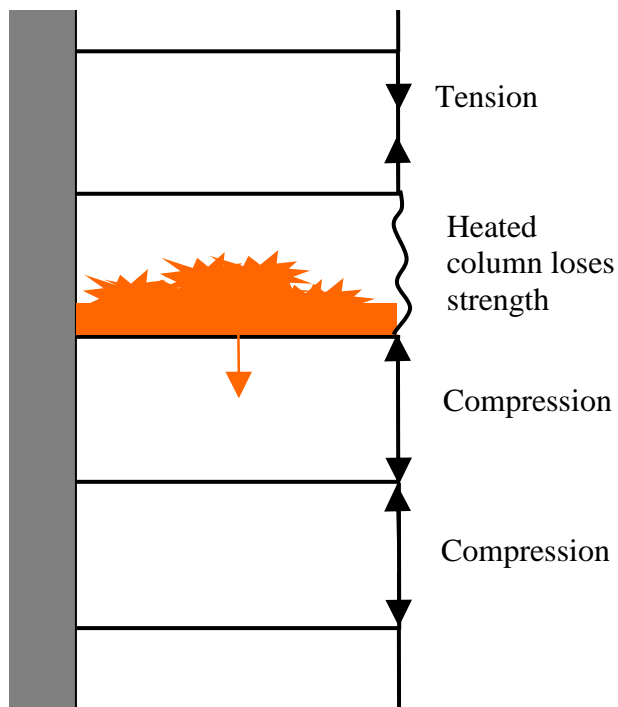 Tension
Heated
column loses
strength
Compression
Compression